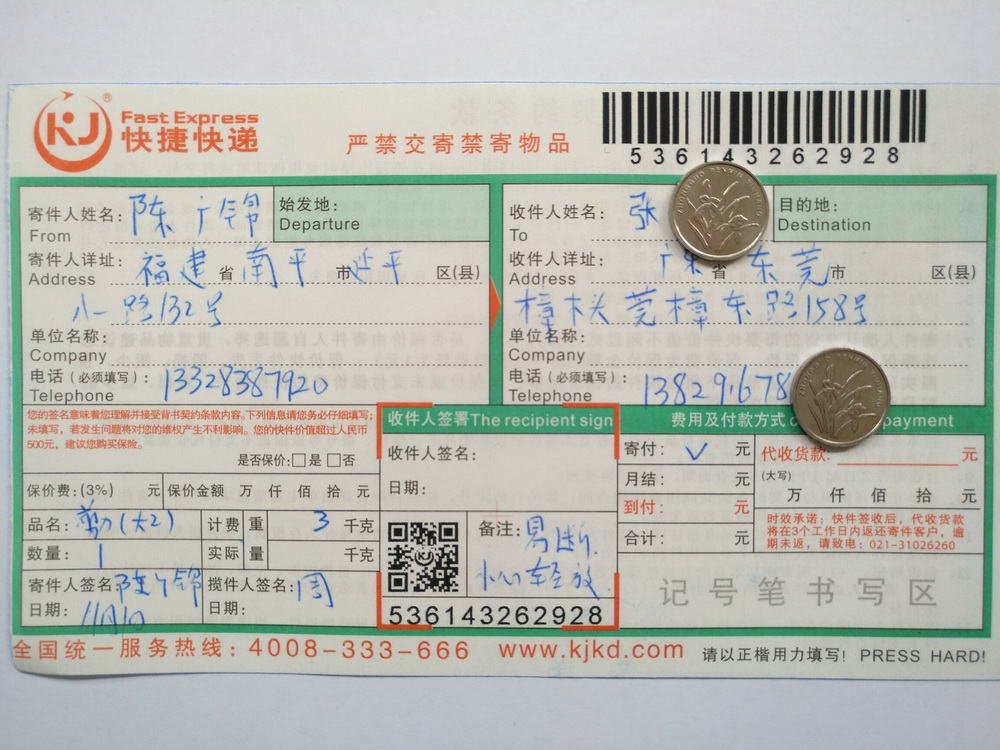 KJ® Fast Express
快捷快递
严禁交寄禁寄物品
536143262928
寄件人姓名: 陈广锦
From
始发地:
Departure
寄件人详址: 福建省南平市延平区(县)
Address
八一路132号
单位名称:
Company
电话(必须填写): 13328387920
Telephone
收件人姓名: 张
To
目的地:
Destination
收件人详址: 广东省东莞市 区(县)
Address
樟木头莞樟东路158号
单位名称:
Company
电话(必须填写): 138291678
Telephone
您的签名意味着您理解并接受背书契约条款内容。下列信息请您务必仔细填写;
未填写,若发生问题将对您的维权产生不利影响。您的快件价值超过人民币
500元,建议您购买保险。
是否保价:□是 □否
保价费:(3%) 元 保价金额 万 仟 佰 拾 元
品名: (大2) 计费重 3 千克
数量: 1 实际量 千克
寄件人签名: 陈广锦
日期: 11月1日
揽件人签名: 周
日期:
收件人签署The recipient sign
收件人签名:
日期:
备注: 易断
小心轻放
536143262928
费用及付款方式 payment
寄付: √ 元
月结: 元
到付: 元
合计: 元
代收货款: 元
(大写)
万 仟 佰 拾 元
时效承诺:快件签收后,代收货款
将在3个工作日内返还寄件客户,逾
期未返,请致电:021-31026260
记号笔书写区
全国统一服务热线:4008-333-666 www.kjkd.com 请以正楷用力填写! PRESS HARD!